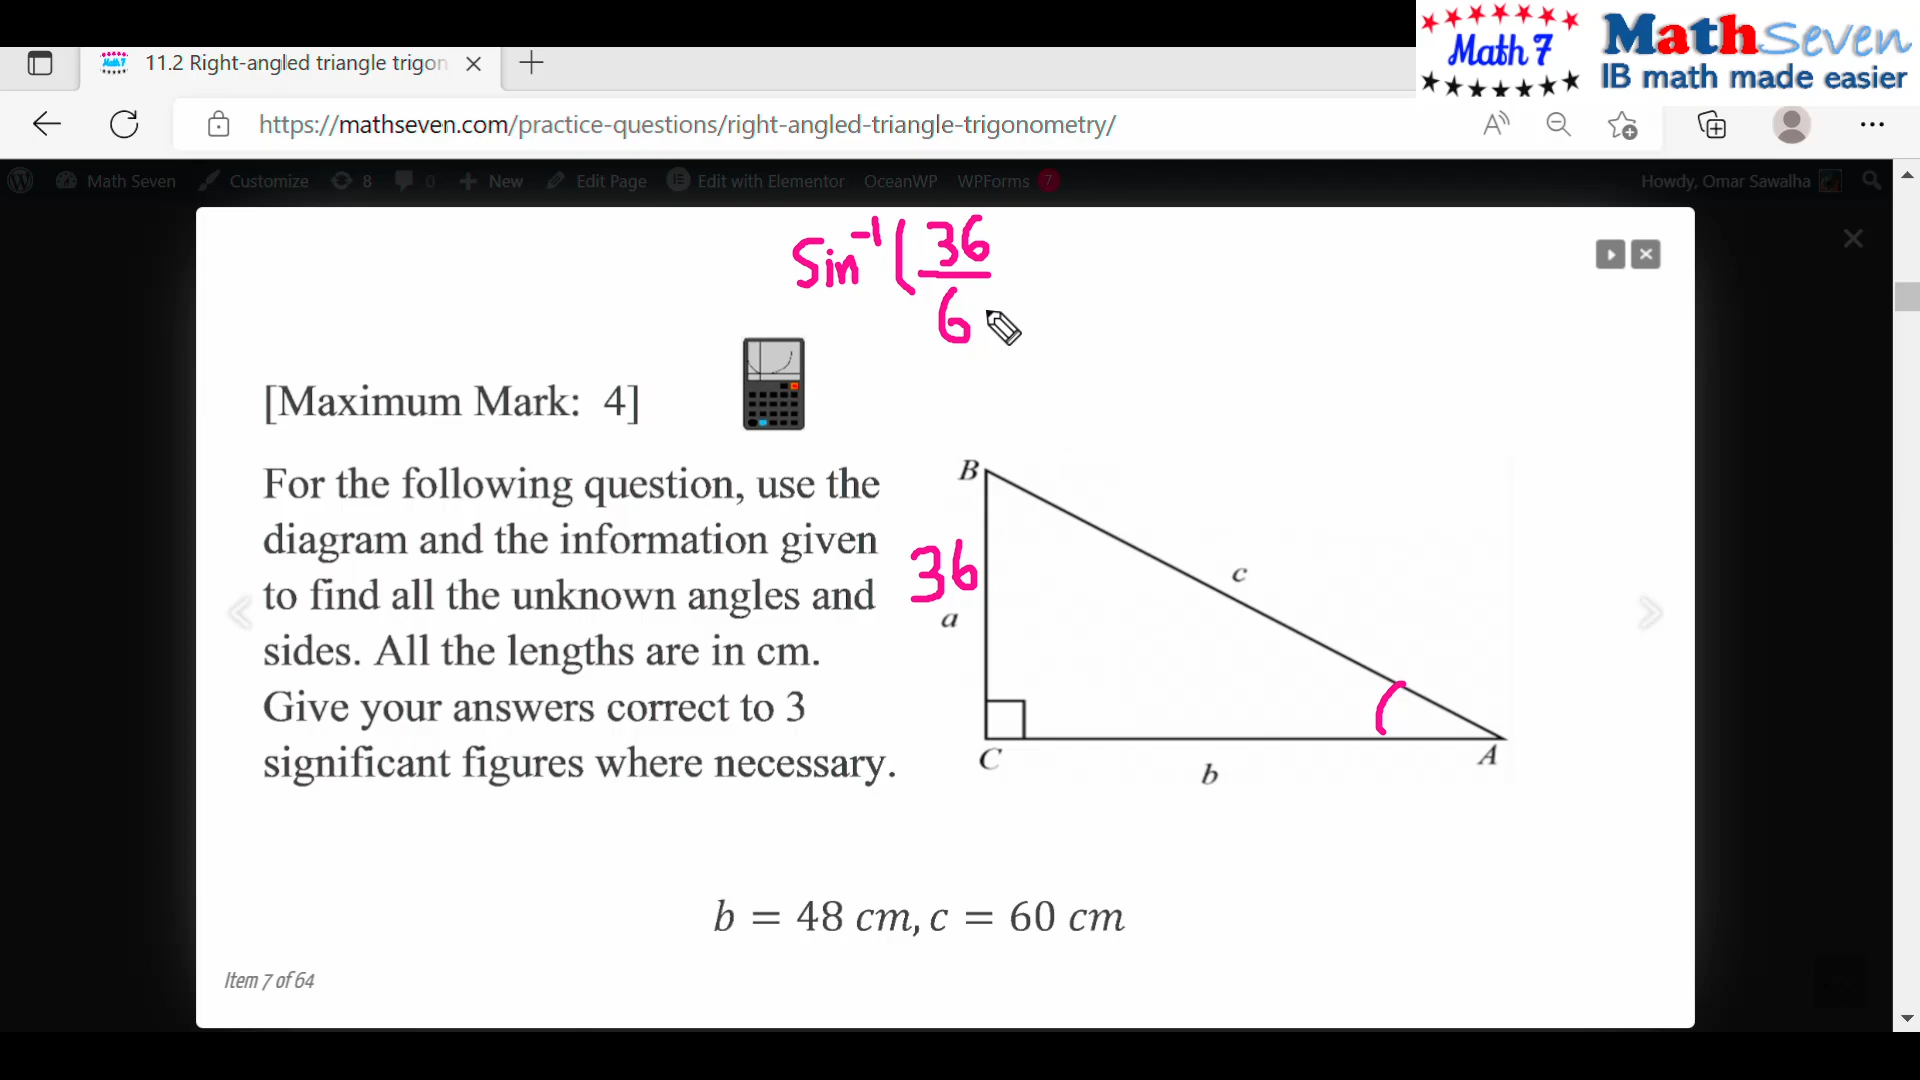 Math 7
MathSeven
IB math made easier
11.2 Right-angled triangle trigon
https://mathseven.com/practice-questions/right-angled-triangle-trigonometry/
Math Seven Customize 8 0 New Edit Page Edit with Elementor OceanWP WPForms 7 Howdy, Omar Sawalha
Sin⁻¹(36
6
[Maximum Mark: 4]
For the following question, use the
diagram and the information given
to find all the unknown angles and
sides. All the lengths are in cm.
Give your answers correct to 3
significant figures where necessary.
B
36
a
c
C
b
A
b = 48 cm, c = 60 cm
Item 7 of 64